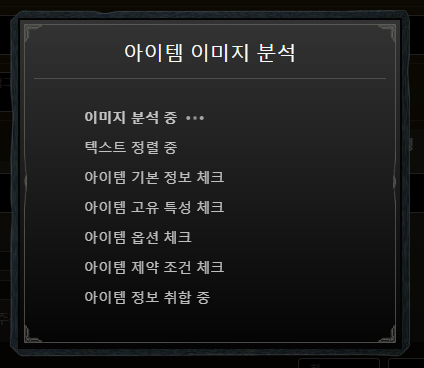 아이템 이미지 분석
이미지 분석 중 •••
텍스트 정렬 중
아이템 기본 정보 체크
아이템 고유 특성 체크
아이템 옵션 체크
아이템 제약 조건 체크
아이템 정보 취합 중